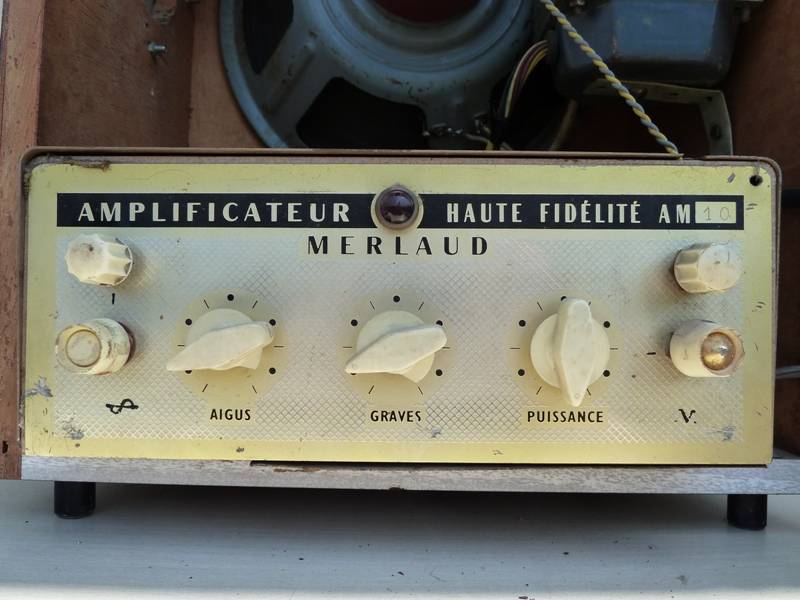 AMPLIFICATEUR HAUTE FIDÉLITÉ AM 10
MERLAUD
AIGUS GRAVES PUISSANCE V.